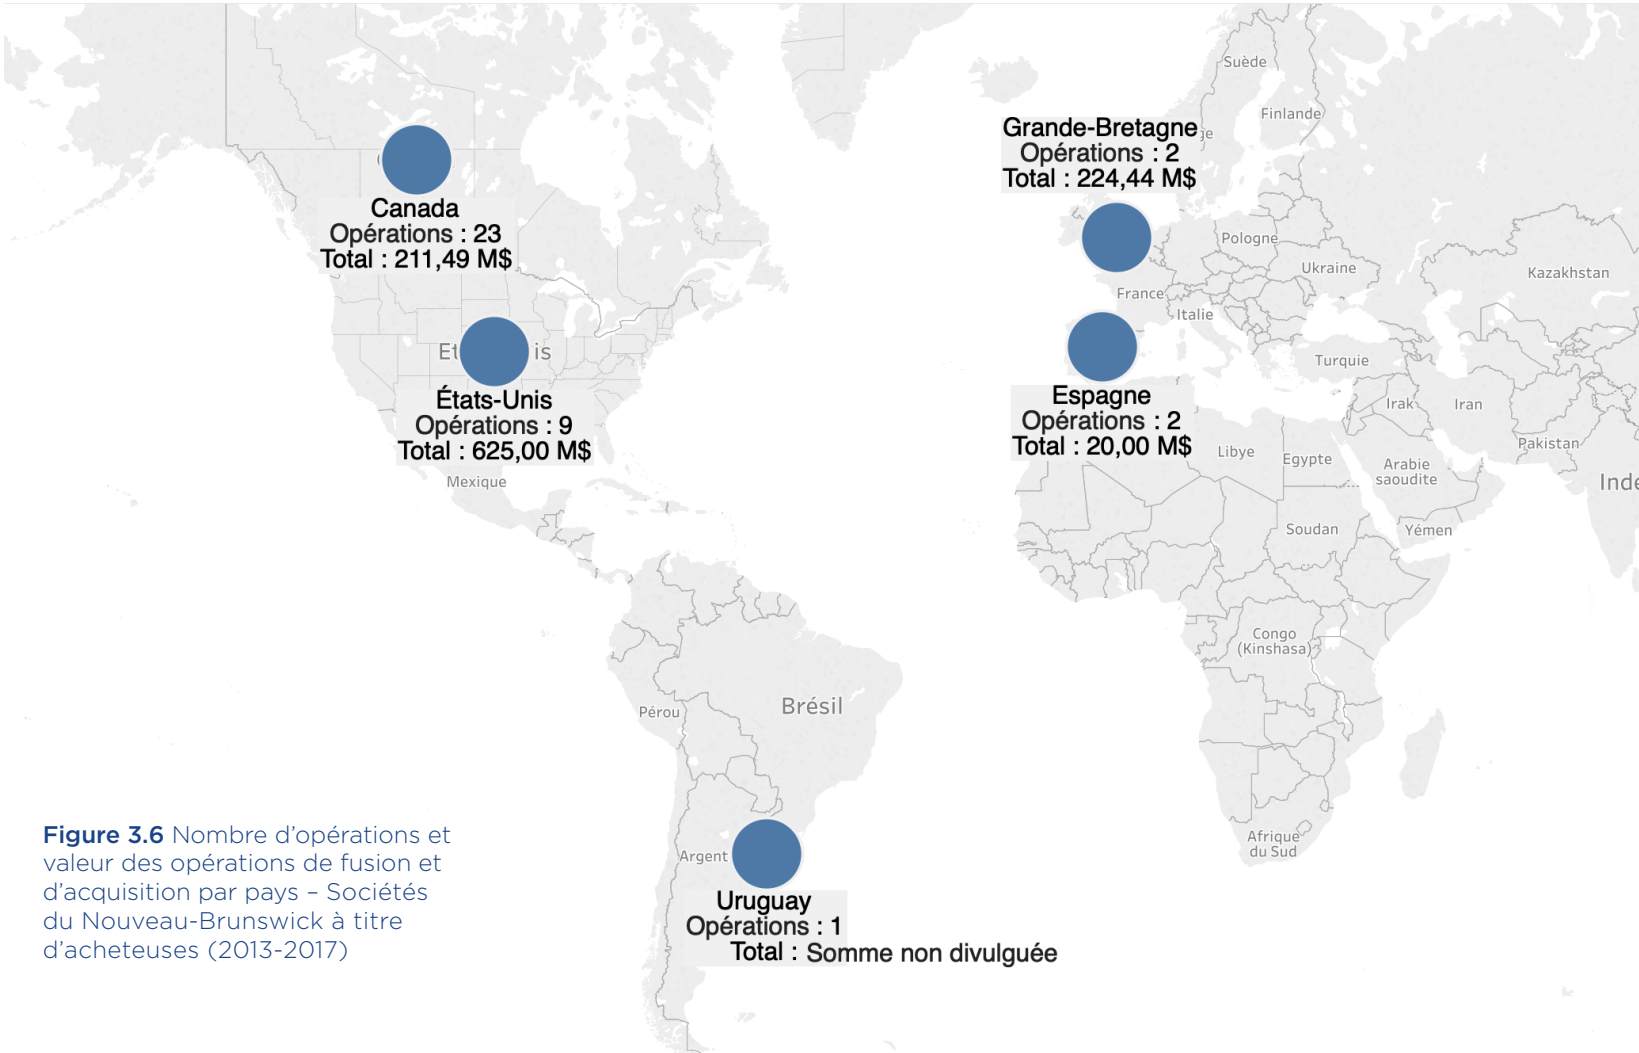 Suède
Finlande
Grande-Bretagne
Opérations : 2
Total : 224,44 M$
Canada
Opérations : 23
Total : 211,49 M$
Pologne
Ukraine
Kazakhstan
France
Italie
Turquie
États-Unis
Opérations : 9
Total : 625,00 M$
Espagne
Opérations : 2
Total : 20,00 M$
Irak
Iran
Pakistan
Libye
Egypte
Arabie
saoudite
Inde
Mexique
Soudan
Yémen
Congo
(Kinshasa)
Brésil
Pérou
Afrique
du Sud
Argent
Uruguay
Opérations : 1
Total : Somme non divulguée
Figure 3.6 Nombre d’opérations et
valeur des opérations de fusion et
d’acquisition par pays – Sociétés
du Nouveau-Brunswick à titre
d’acheteuses (2013-2017)